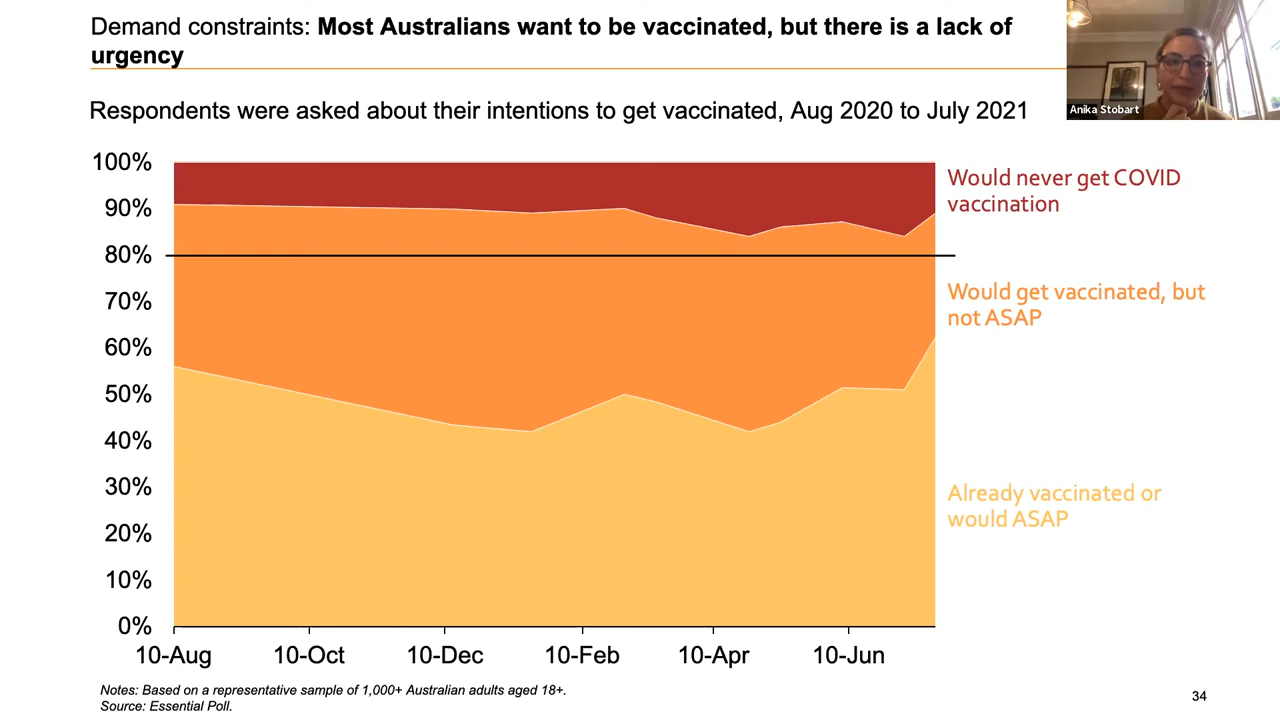 Demand constraints: Most Australians want to be vaccinated, but there is a lack of
urgency
Anika Stobart
Respondents were asked about their intentions to get vaccinated, Aug 2020 to July 2021
100%
90%
80%
70%
60%
50%
40%
30%
20%
10%
0%
Would never get COVID
vaccination
Would get vaccinated, but
not ASAP
Already vaccinated or
would ASAP
10-Aug
10-Oct
10-Dec
10-Feb
10-Apr
10-Jun
Notes: Based on a representative sample of 1,000+ Australian adults aged 18+.
Source: Essential Poll.
34